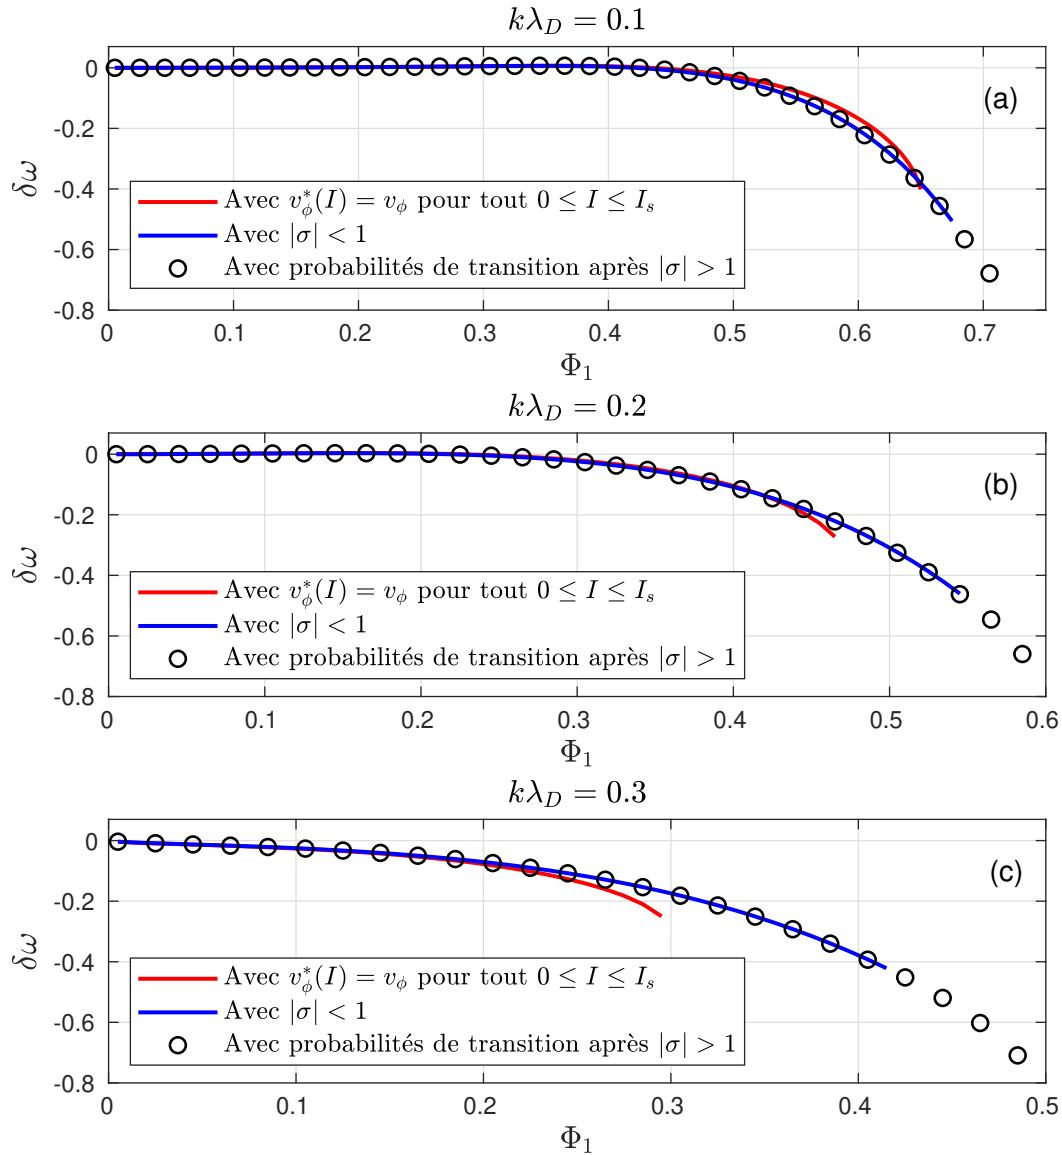 kλ_D = 0.1
0
-0.2
-0.4
-0.6
-0.8
δω
(a)
Avec v*_ϕ(I) = v_ϕ pour tout 0 ≤ I ≤ I_s
Avec |σ| < 1
Avec probabilités de transition après |σ| > 1
0 0.1 0.2 0.3 0.4 0.5 0.6 0.7
Φ₁
kλ_D = 0.2
0
-0.2
-0.4
-0.6
-0.8
δω
(b)
Avec v*_ϕ(I) = v_ϕ pour tout 0 ≤ I ≤ I_s
Avec |σ| < 1
Avec probabilités de transition après |σ| > 1
0 0.1 0.2 0.3 0.4 0.5 0.6
Φ₁
kλ_D = 0.3
0
-0.2
-0.4
-0.6
-0.8
δω
(c)
Avec v*_ϕ(I) = v_ϕ pour tout 0 ≤ I ≤ I_s
Avec |σ| < 1
Avec probabilités de transition après |σ| > 1
0 0.1 0.2 0.3 0.4 0.5
Φ₁